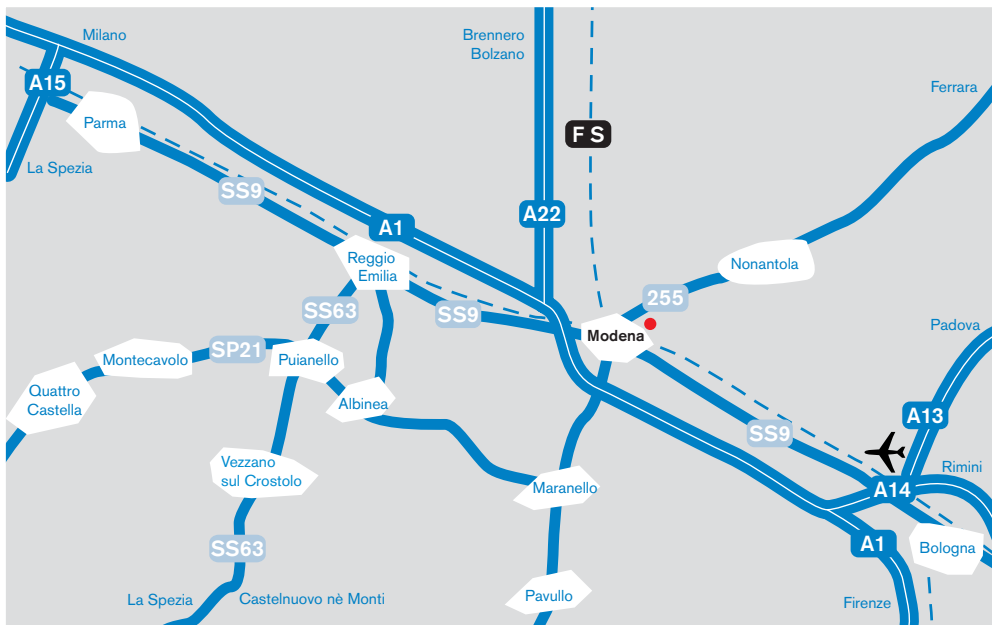 Milano
Brennero
Bolzano
A15
Ferrara
Parma
F S
La Spezia
SS9
A22
A1
Reggio
Emilia
Nonantola
255
SS63
SS9
Modena
Padova
SP21
Montecavolo
Puianello
Quattro
Castella
Albinea
A13
SS9
Vezzano
sul Crostolo
Rimini
Maranello
A14
SS63
A1
Bologna
La Spezia
Castelnuovo nè Monti
Pavullo
Firenze